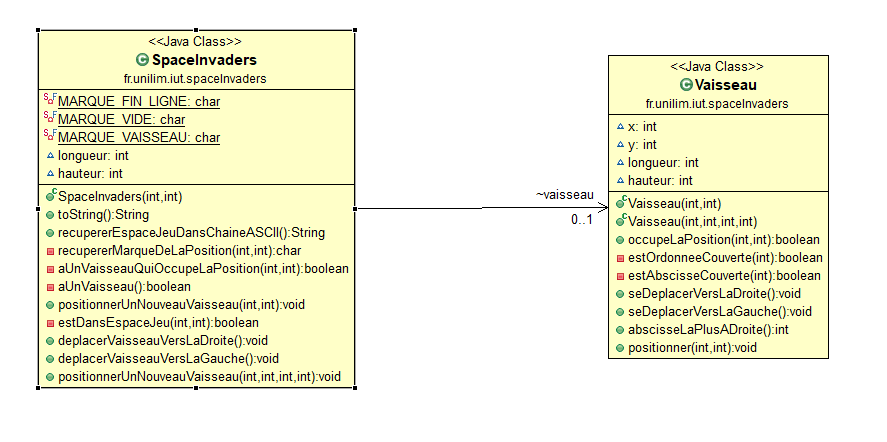 <<Java Class>>
SpaceInvaders
fr.unilim.iut.spaceInvaders
MARQUE_FIN_LIGNE: char
MARQUE_VIDE: char
MARQUE_VAISSEAU: char
longueur: int
hauteur: int
SpaceInvaders(int,int)
toString():String
recupererEspaceJeuDansChaineASCII():String
recupererMarqueDeLaPosition(int,int):char
aUnVaisseauQuiOccupeLaPosition(int,int):boolean
aUnVaisseau():boolean
positionnerUnNouveauVaisseau(int,int):void
estDansEspaceJeu(int,int):boolean
deplacerVaisseauVersLaDroite():void
deplacerVaisseauVersLaGauche():void
positionnerUnNouveauVaisseau(int,int,int,int):void
~vaisseau
0..1
<<Java Class>>
Vaisseau
fr.unilim.iut.spaceInvaders
x: int
y: int
longueur: int
hauteur: int
Vaisseau(int,int)
Vaisseau(int,int,int,int)
occupeLaPosition(int,int):boolean
estOrdonneeCouverte(int):boolean
estAbscisseCouverte(int):boolean
seDeplacerVersLaDroite():void
seDeplacerVersLaGauche():void
abscisseLaPlusADroite():int
positionner(int,int):void